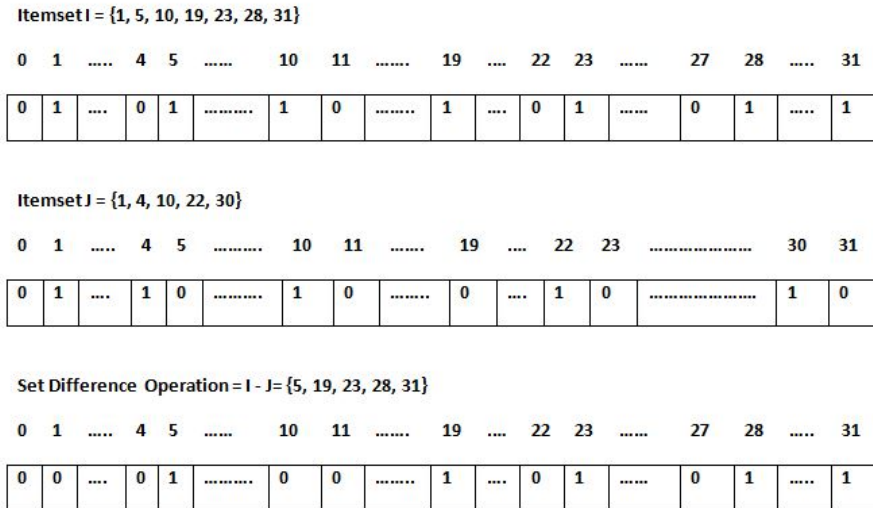 Itemset I = {1, 5, 10, 19, 23, 28, 31}
0 1 ..... 4 5 ...... 10 11 ....... 19 .... 22 23 ...... 27 28 ..... 31
0 1 .... 0 1 .......... 1 0 ........ 1 .... 0 1 ...... 0 1 ..... 1
Itemset J = {1, 4, 10, 22, 30}
0 1 ..... 4 5 .......... 10 11 ....... 19 .... 22 23 ..................... 30 31
0 1 .... 1 0 .......... 1 0 ........ 0 .... 1 0 ...................... 1 0
Set Difference Operation = I - J= {5, 19, 23, 28, 31}
0 1 ..... 4 5 ...... 10 11 ....... 19 .... 22 23 ...... 27 28 ..... 31
0 0 .... 0 1 .......... 0 0 ........ 1 .... 0 1 ...... 0 1 ..... 1